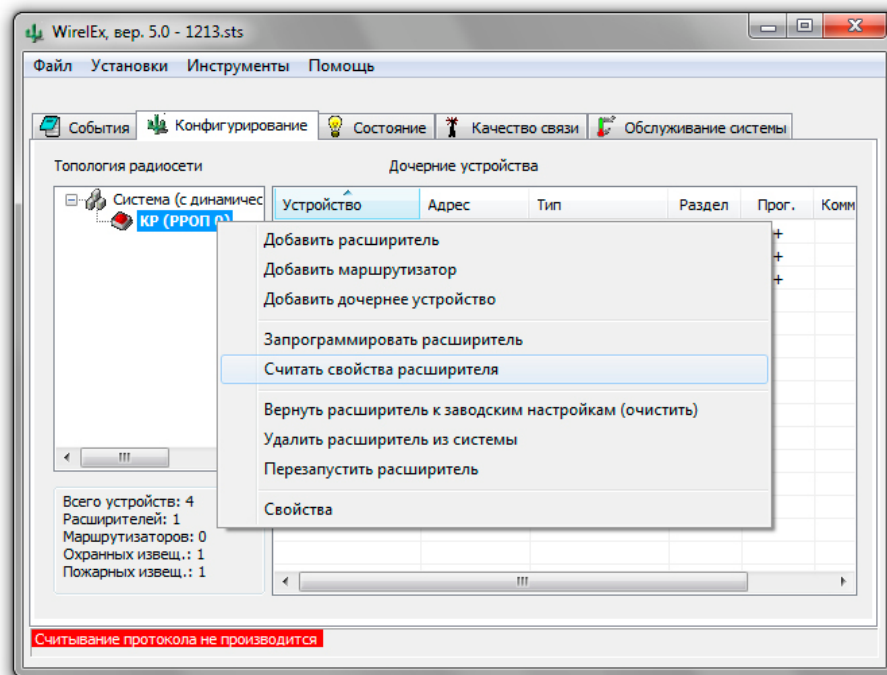 WirelEx, вер. 5.0 - 1213.sts
Файл Установки Инструменты Помощь
События Конфигурирование Состояние Качество связи Обслуживание системы
Топология радиосети Дочерние устройства
Система (с динамичес
КР (РРОП 0)
Устройство Адрес Тип Раздел Прог. Комм
+
+
+
Добавить расширитель
Добавить маршрутизатор
Добавить дочернее устройство
Запрограммировать расширитель
Считать свойства расширителя
Вернуть расширитель к заводским настройкам (очистить)
Удалить расширитель из системы
Перезапустить расширитель
Свойства
Всего устройств: 4
Расширителей: 1
Маршрутизаторов: 0
Охранных извещ.: 1
Пожарных извещ.: 1
Считывание протокола не производится